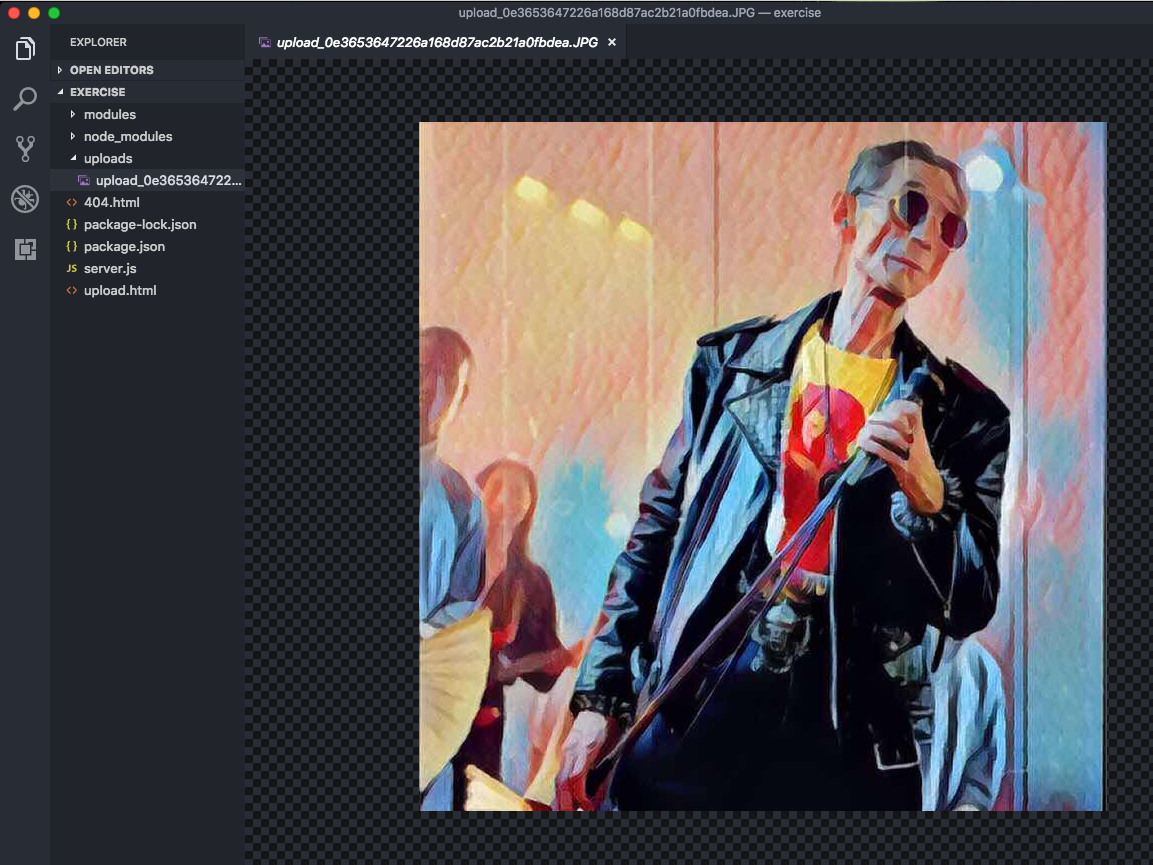 upload_0e3653647226a168d87ac2b21a0fbdea.JPG — exercise
EXPLORER
OPEN EDITORS
EXERCISE
modules
node_modules
uploads
upload_0e365364722...
<> 404.html
{ } package-lock.json
{ } package.json
JS server.js
<> upload.html
upload_0e3653647226a168d87ac2b21a0fbdea.JPG ×